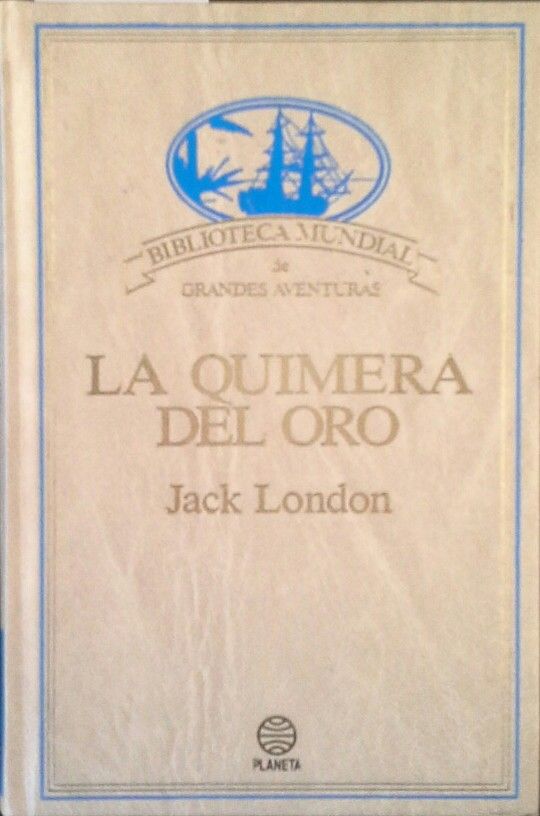 BIBLIOTECA MUNDIAL
de
GRANDES AVENTURAS
LA QUIMERA
DEL ORO
Jack London
PLANETA